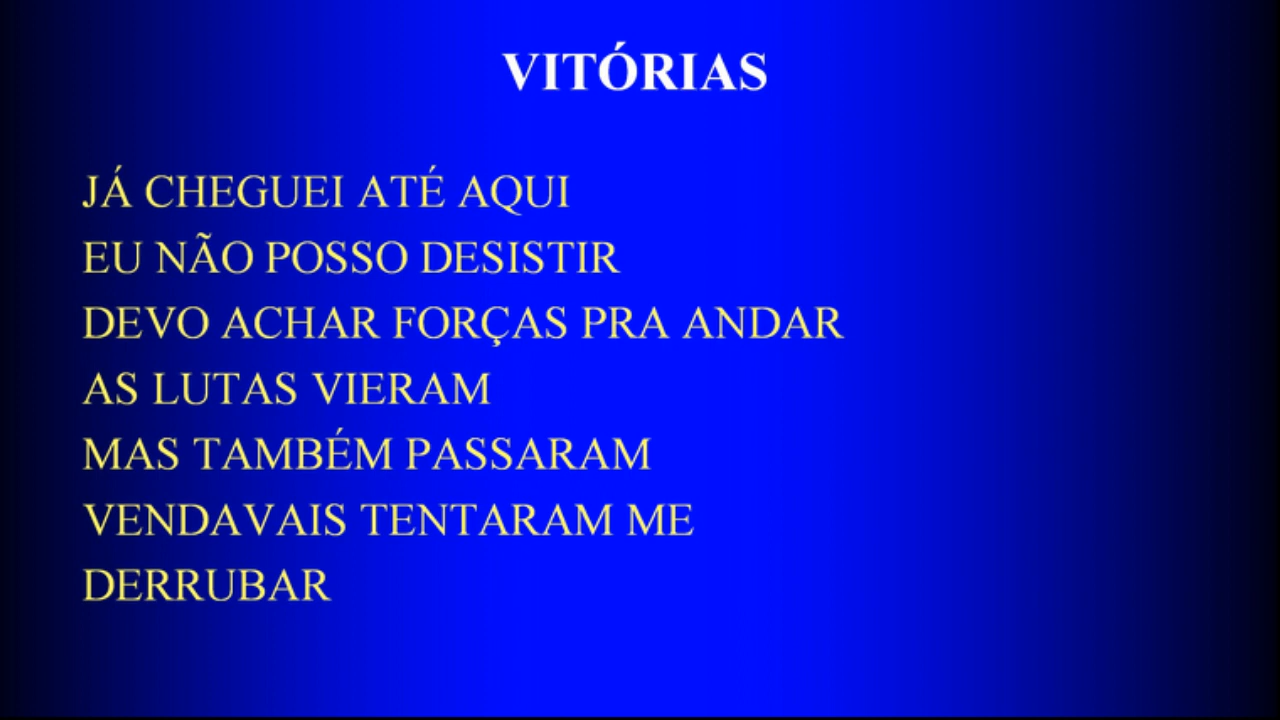 VITÓRIAS
JÁ CHEGUEI ATÉ AQUI
EU NÃO POSSO DESISTIR
DEVO ACHAR FORÇAS PRA ANDAR
AS LUTAS VIERAM
MAS TAMBÉM PASSARAM
VENDAVAIS TENTARAM ME
DERRUBAR